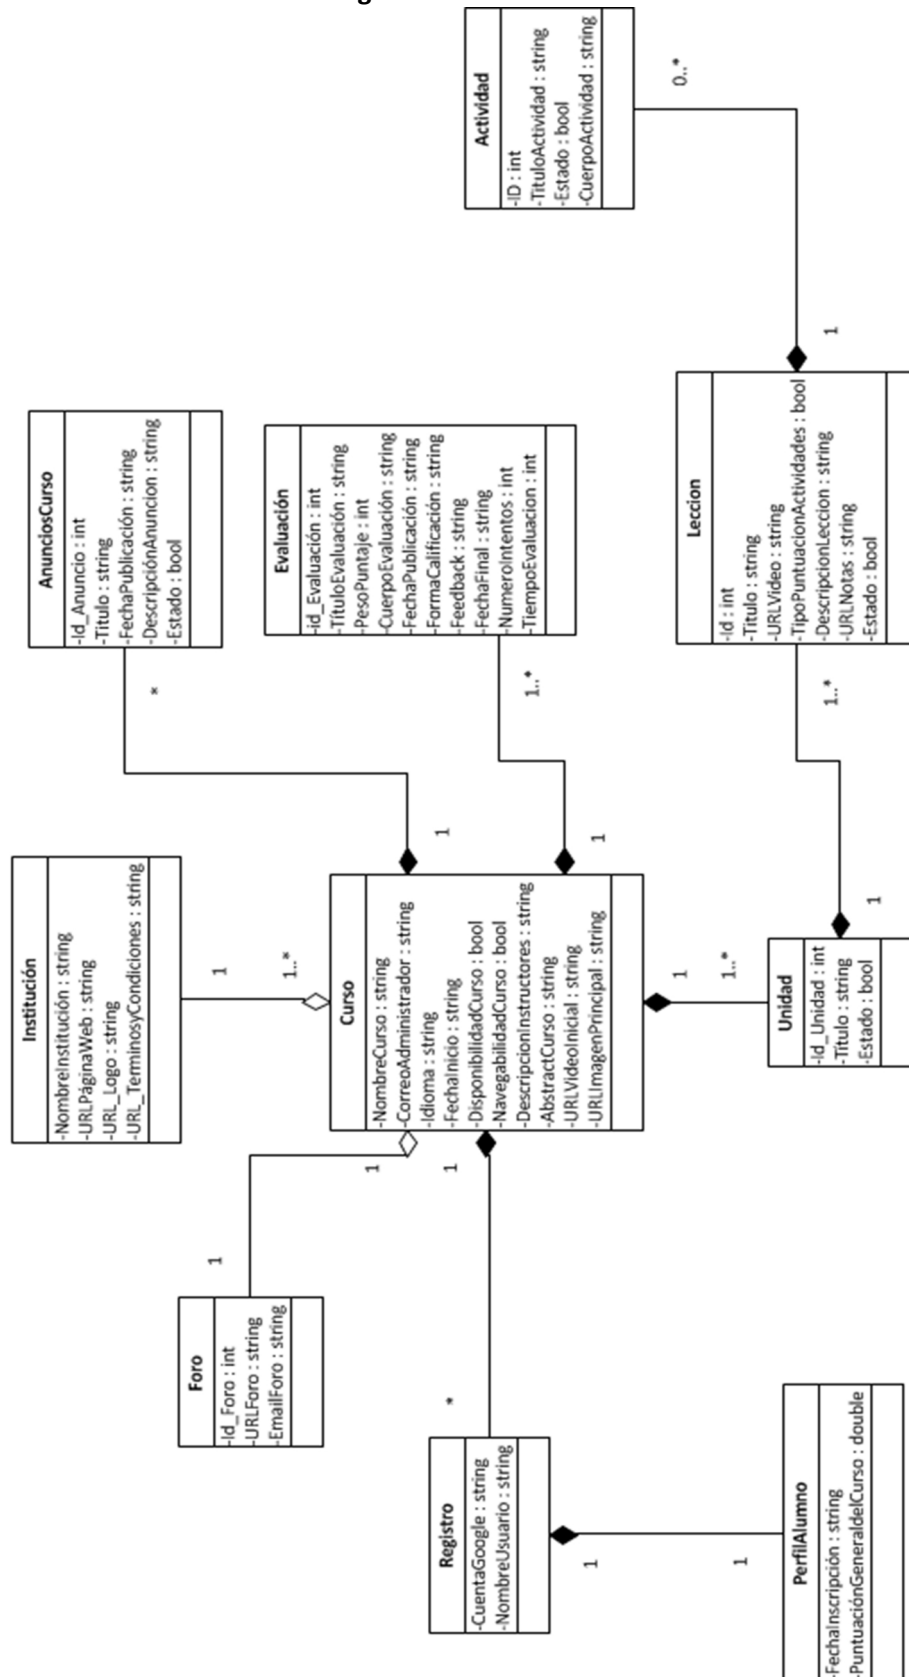 g
Institución
-NombreInstitución : string
-URLPáginaWeb : string
-URL_Logo : string
-URL_TerminosyCondiciones : string
AnunciosCurso
-Id_Anuncio : int
-Titulo : string
-FechaPublicación : string
-DescripciónAnuncion : string
-Estado : bool
Foro
-Id_Foro : int
-URLForo : string
-EmailForo : string
Evaluación
-id_Evaluación : int
-TítuloEvaluación : string
-PesoPuntaje : int
-CuerpoEvaluación : string
-FechaPublicación : string
-FormaCalificación : string
-Feedback : string
-FechaFinal : string
-NumeroIntentos : int
-TiempoEvaluacion : int
Curso
-NombreCurso : string
-CorreoAdministrador : string
-Idioma : string
-FechaInicio : string
-DisponibilidadCurso : bool
-NavegabilidadCurso : bool
-DescripcionInstructores : string
-AbstractCurso : string
-URLVideoInicial : string
-URLImagenPrincipal : string
Actividad
-ID : int
-TituloActividad : string
-Estado : bool
-CuerpoActividad : string
Registro
-CuentaGoogle : string
-NombreUsuario : string
Leccion
-Id : int
-Titulo : string
-URLVideo : string
-TipoPuntuacionActividades : bool
-DescripcionLeccion : string
-URLNotas : string
-Estado : bool
Unidad
-Id_Unidad : int
-Título : string
-Estado : bool
PerfilAlumno
-FechaInscripción : string
-PuntuaciónGeneraldelCurso : double
1
1..*
*
1
1
1
1..*
1
1
*
1
1..*
1
1..*
1
0..*
1
1